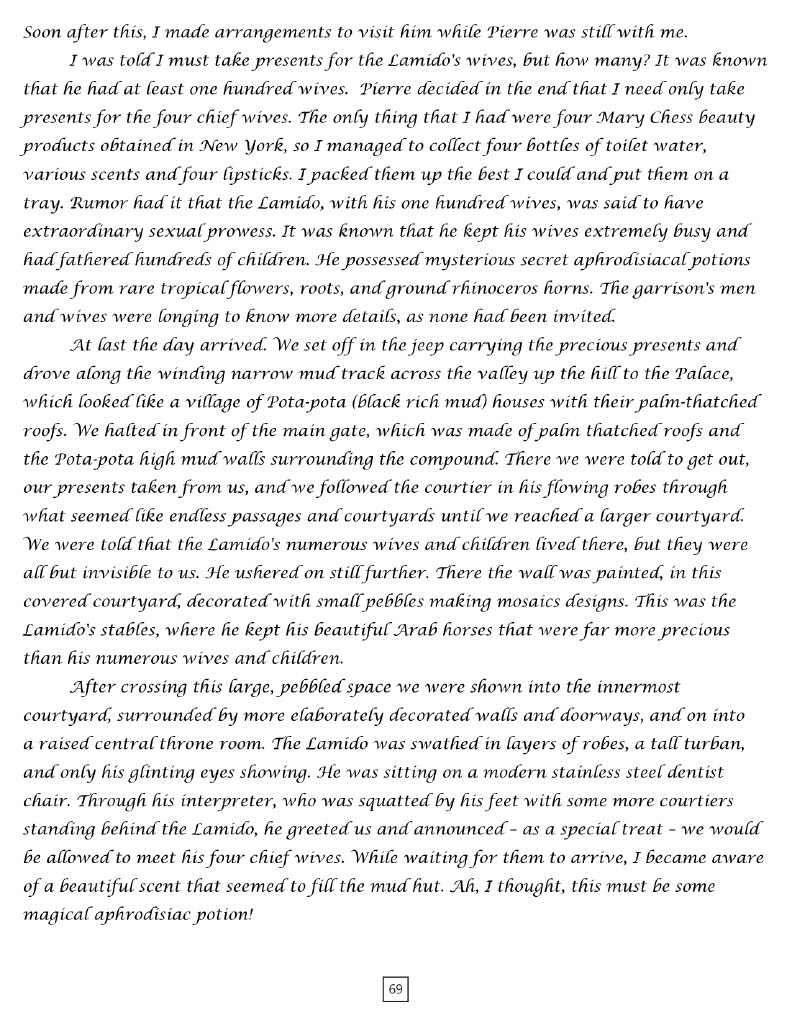 Soon after this, I made arrangements to visit him while Pierre was still with me.
I was told I must take presents for the Lamido's wives, but how many? It was known
that he had at least one hundred wives.  Pierre decided in the end that I need only take
presents for the four chief wives. The only thing that I had were four Mary Chess beauty
products obtained in New York, so I managed to collect four bottles of toilet water,
various scents and four lipsticks. I packed them up the best I could and put them on a
tray. Rumor had it that the Lamido, with his one hundred wives, was said to have
extraordinary sexual prowess. It was known that he kept his wives extremely busy and
had fathered hundreds of children. He possessed mysterious secret aphrodisiacal potions
made from rare tropical flowers, roots, and ground rhinoceros horns. The garrison's men
and wives were longing to know more details, as none had been invited.
At last the day arrived. We set off in the jeep carrying the precious presents and
drove along the winding narrow mud track across the valley up the hill to the Palace,
which looked like a village of Pota-pota (black rich mud) houses with their palm-thatched
roofs. We halted in front of the main gate, which was made of palm thatched roofs and
the Pota-pota high mud walls surrounding the compound. There we were told to get out,
our presents taken from us, and we followed the courtier in his flowing robes through
what seemed like endless passages and courtyards until we reached a larger courtyard.
We were told that the Lamido's numerous wives and children lived there, but they were
all but invisible to us. He ushered on still further. There the wall was painted, in this
covered courtyard, decorated with small pebbles making mosaics designs. This was the
Lamido's stables, where he kept his beautiful Arab horses that were far more precious
than his numerous wives and children.
After crossing this large, pebbled space we were shown into the innermost
courtyard, surrounded by more elaborately decorated walls and doorways, and on into
a raised central throne room. The Lamido was swathed in layers of robes, a tall turban,
and only his glinting eyes showing. He was sitting on a modern stainless steel dentist
chair. Through his interpreter, who was squatted by his feet with some more courtiers
standing behind the Lamido, he greeted us and announced – as a special treat – we would
be allowed to meet his four chief wives. While waiting for them to arrive, I became aware
of a beautiful scent that seemed to fill the mud hut. Ah, I thought, this must be some
magical aphrodisiac potion!
69